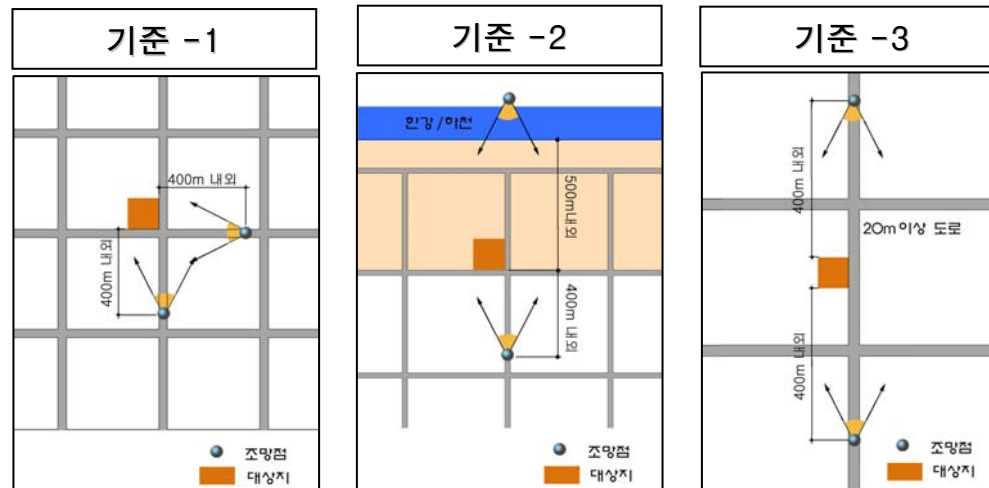 기준 -1
400m 내외
400m 내외
조망점
대상지
기준 -2
한강/하천
500m내외
400m 내외
조망점
대상지
기준 -3
400m 내외
20m이상 도로
400m 내외
조망점
대상지